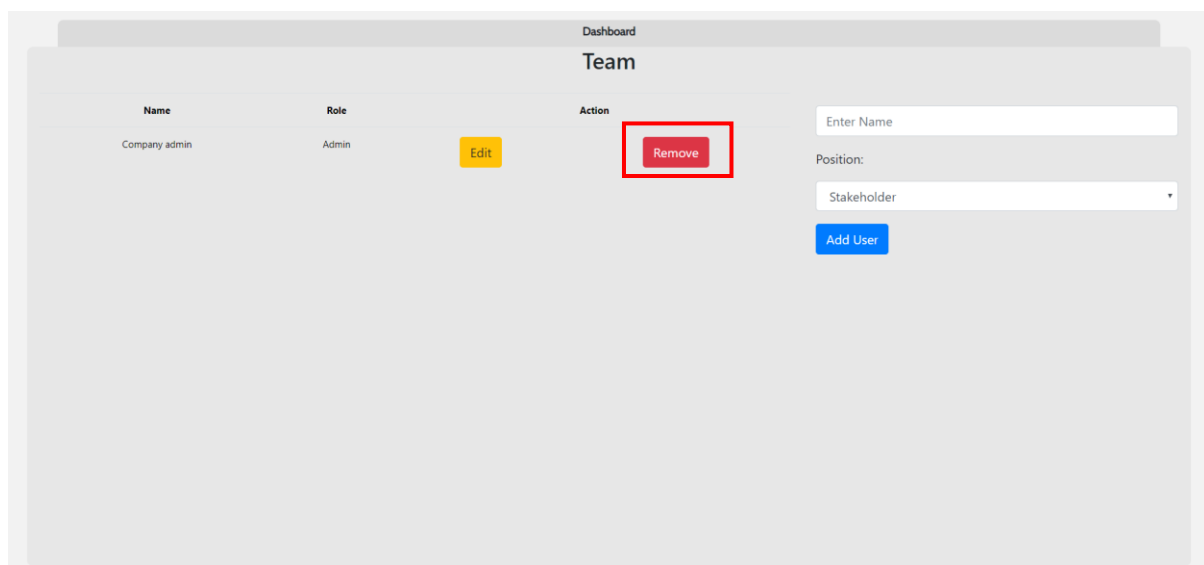 Dashboard
Team
Name Role Action
Company admin Admin Edit Remove
Enter Name
Position:
Stakeholder
Add User